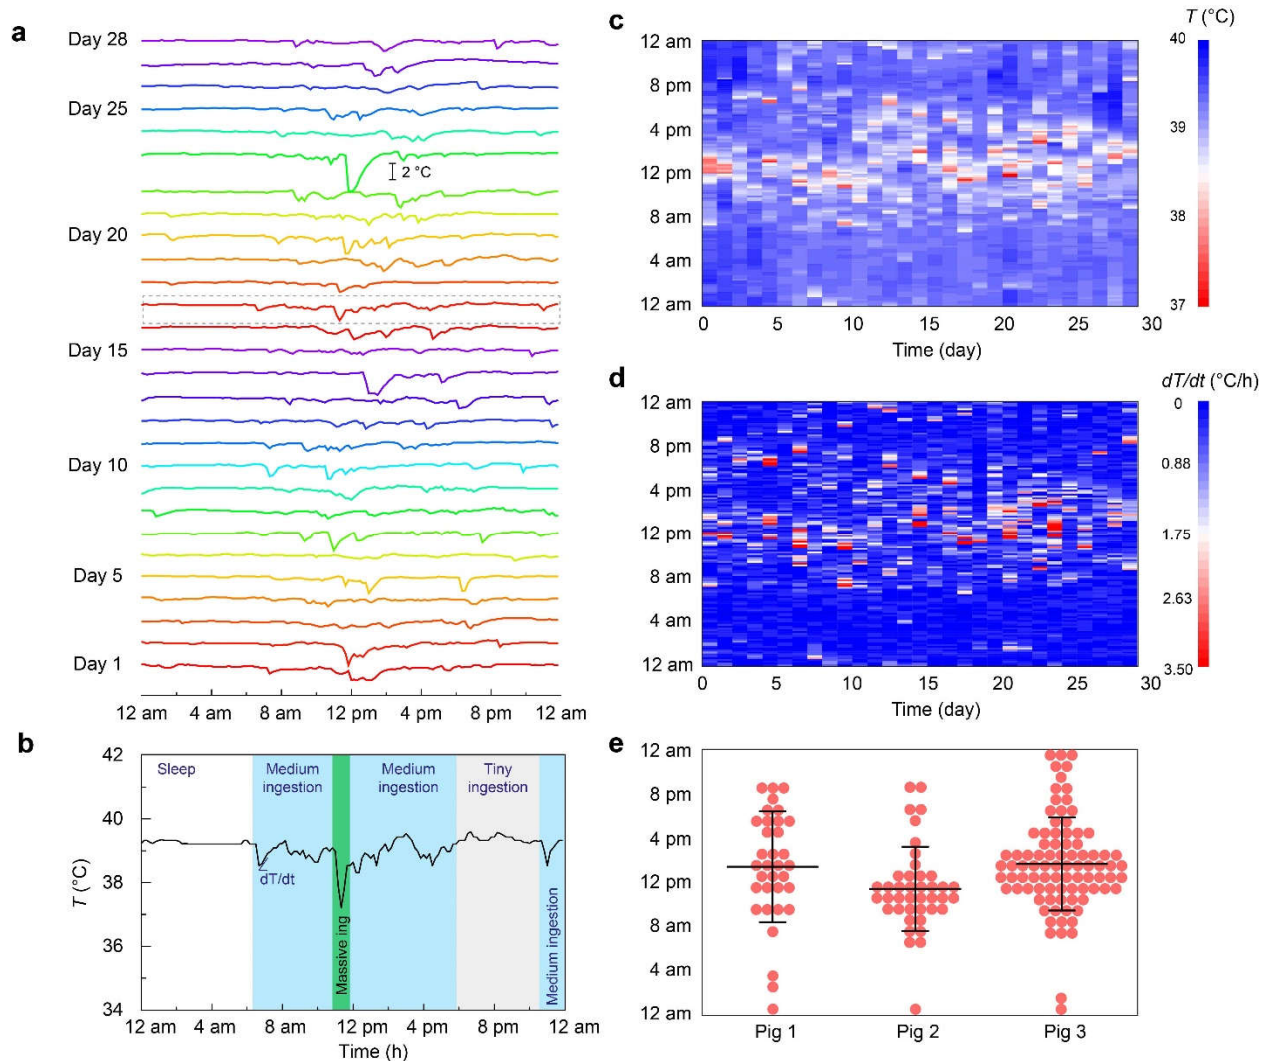 a
Day 28
Day 25
2 °C
Day 20
Day 15
Day 10
Day 5
Day 1
12 am 4 am 8 am 12 pm 4 pm 8 pm 12 am
b
42
40
38
36
34
T (°C)
Sleep
Medium
ingestion
Medium
ingestion
Tiny
ingestion
dT/dt
Massive ing
Medium ingestion
12 am 4 am 8 am 12 pm 4 pm 8 pm 12 am
Time (h)
c
T (°C)
12 am
8 pm
4 pm
12 pm
8 am
4 am
12 am
0 5 10 15 20 25 30
Time (day)
40
39
38
37
d
dT/dt (°C/h)
12 am
8 pm
4 pm
12 pm
8 am
4 am
12 am
0 5 10 15 20 25 30
Time (day)
0
0.88
1.75
2.63
3.50
e
12 am
8 pm
4 pm
12 pm
8 am
4 am
12 am
Pig 1 Pig 2 Pig 3